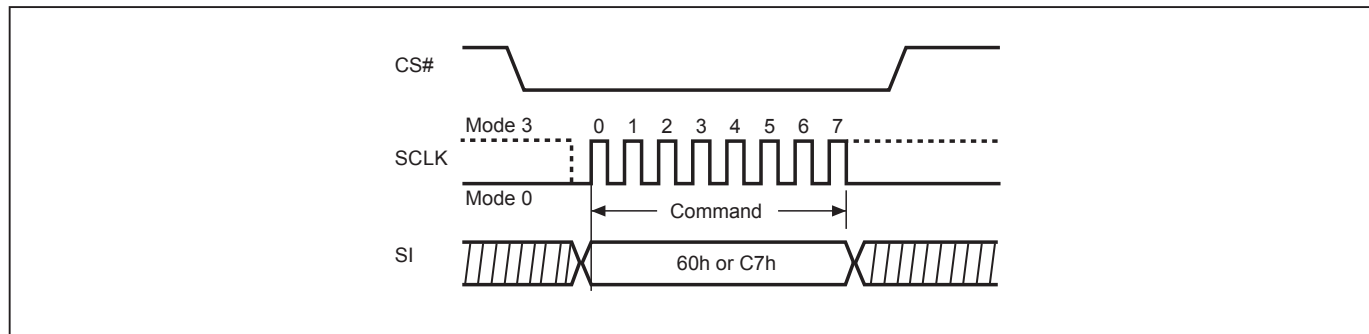 CS#
Mode 3
0 1 2 3 4 5 6 7
SCLK
Mode 0
Command
SI
60h or C7h